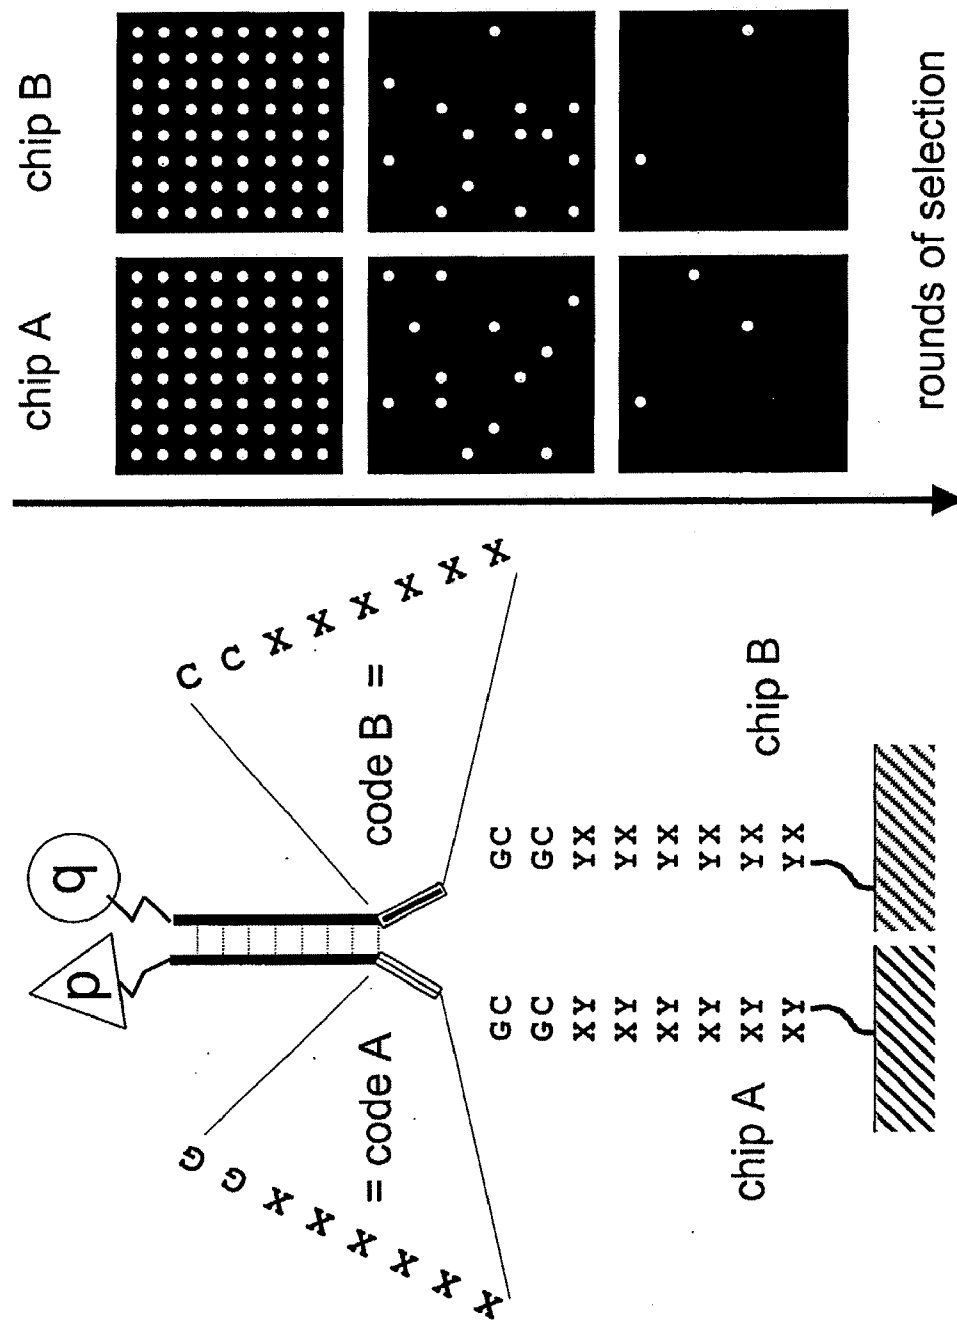 p q
G G X X X X X X
= code A
code B =
C C X X X X X X
GC
GC
XY
XY
XY
XY
XY
XY
chip A
GC
GC
YX
YX
YX
YX
YX
YX
chip B
chip A
chip B
rounds of selection